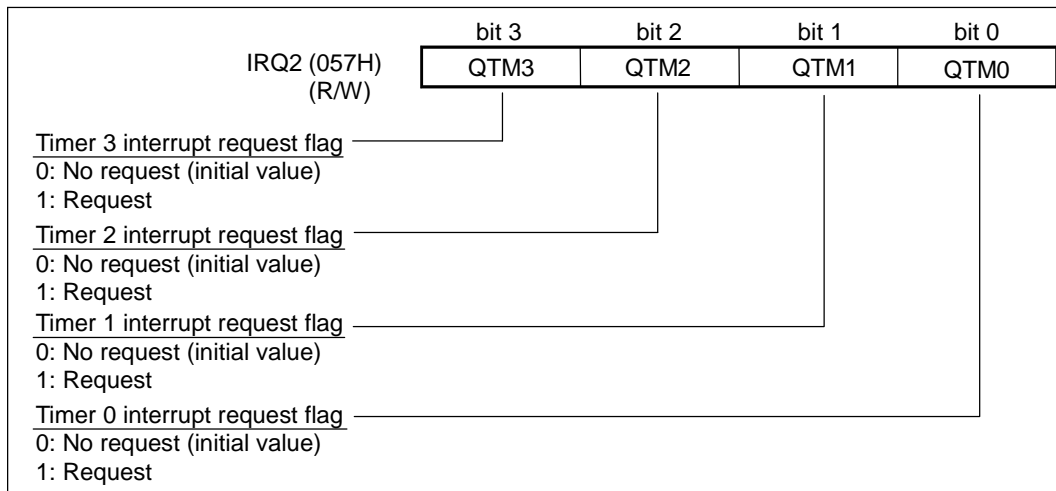 bit 3 bit 2 bit 1 bit 0
IRQ2 (057H) QTM3 QTM2 QTM1 QTM0
(R/W)
Timer 3 interrupt request flag
0: No request (initial value)
1: Request
Timer 2 interrupt request flag
0: No request (initial value)
1: Request
Timer 1 interrupt request flag
0: No request (initial value)
1: Request
Timer 0 interrupt request flag
0: No request (initial value)
1: Request